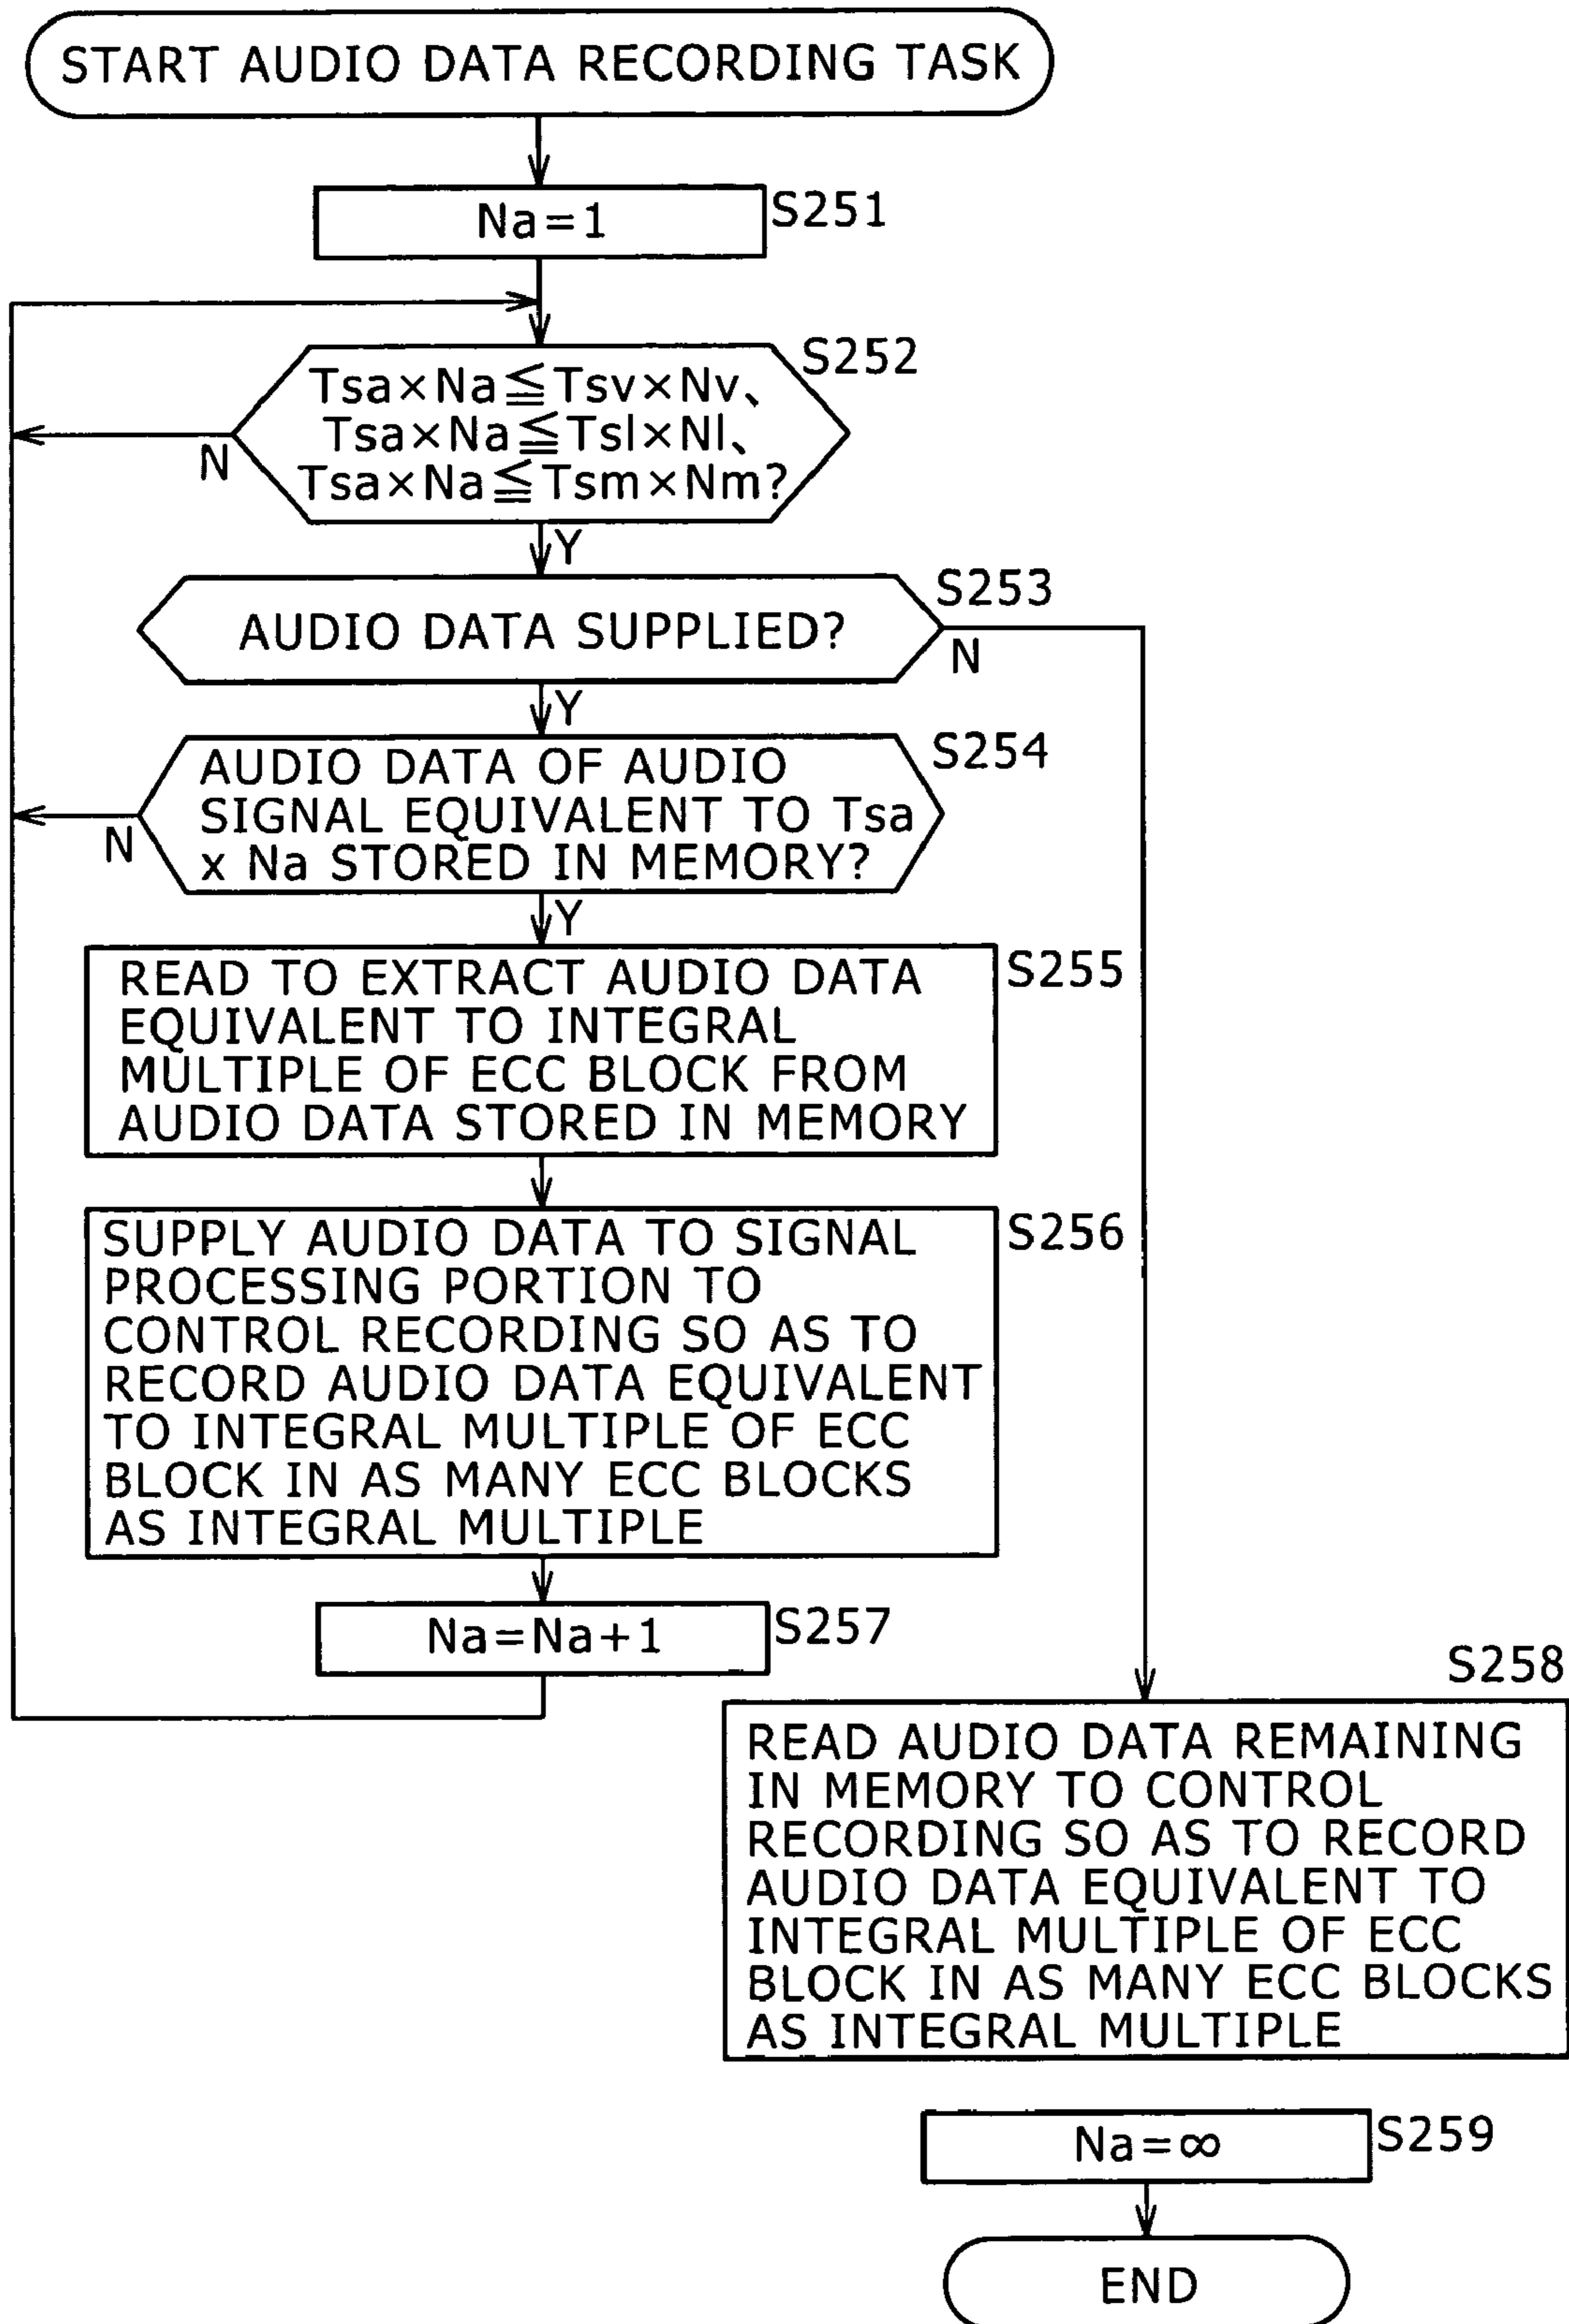 START AUDIO DATA RECORDING TASK
Na=1
S251
S252
Tsa×Na≦Tsv×Nv、
Tsa×Na≦Tsl×Nl、
Tsa×Na≦Tsm×Nm?
N
Y
S253
AUDIO DATA SUPPLIED?
N
Y
S254
AUDIO DATA OF AUDIO
SIGNAL EQUIVALENT TO Tsa
x Na STORED IN MEMORY?
N
Y
S255
READ TO EXTRACT AUDIO DATA
EQUIVALENT TO INTEGRAL
MULTIPLE OF ECC BLOCK FROM
AUDIO DATA STORED IN MEMORY
S256
SUPPLY AUDIO DATA TO SIGNAL
PROCESSING PORTION TO
CONTROL RECORDING SO AS TO
RECORD AUDIO DATA EQUIVALENT
TO INTEGRAL MULTIPLE OF ECC
BLOCK IN AS MANY ECC BLOCKS
AS INTEGRAL MULTIPLE
Na=Na+1
S257
S258
READ AUDIO DATA REMAINING
IN MEMORY TO CONTROL
RECORDING SO AS TO RECORD
AUDIO DATA EQUIVALENT TO
INTEGRAL MULTIPLE OF ECC
BLOCK IN AS MANY ECC BLOCKS
AS INTEGRAL MULTIPLE
Na=∞
S259
END